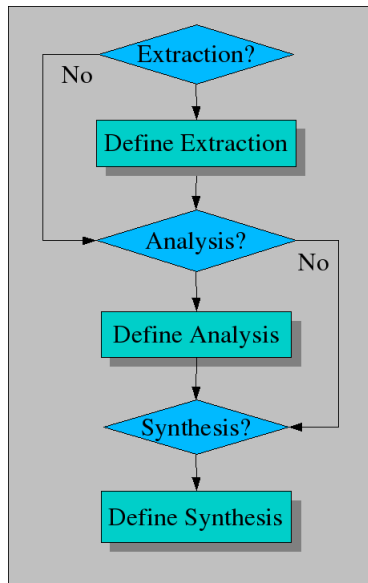 Extraction?
No
Define Extraction
Analysis?
No
Define Analysis
Synthesis?
Define Synthesis